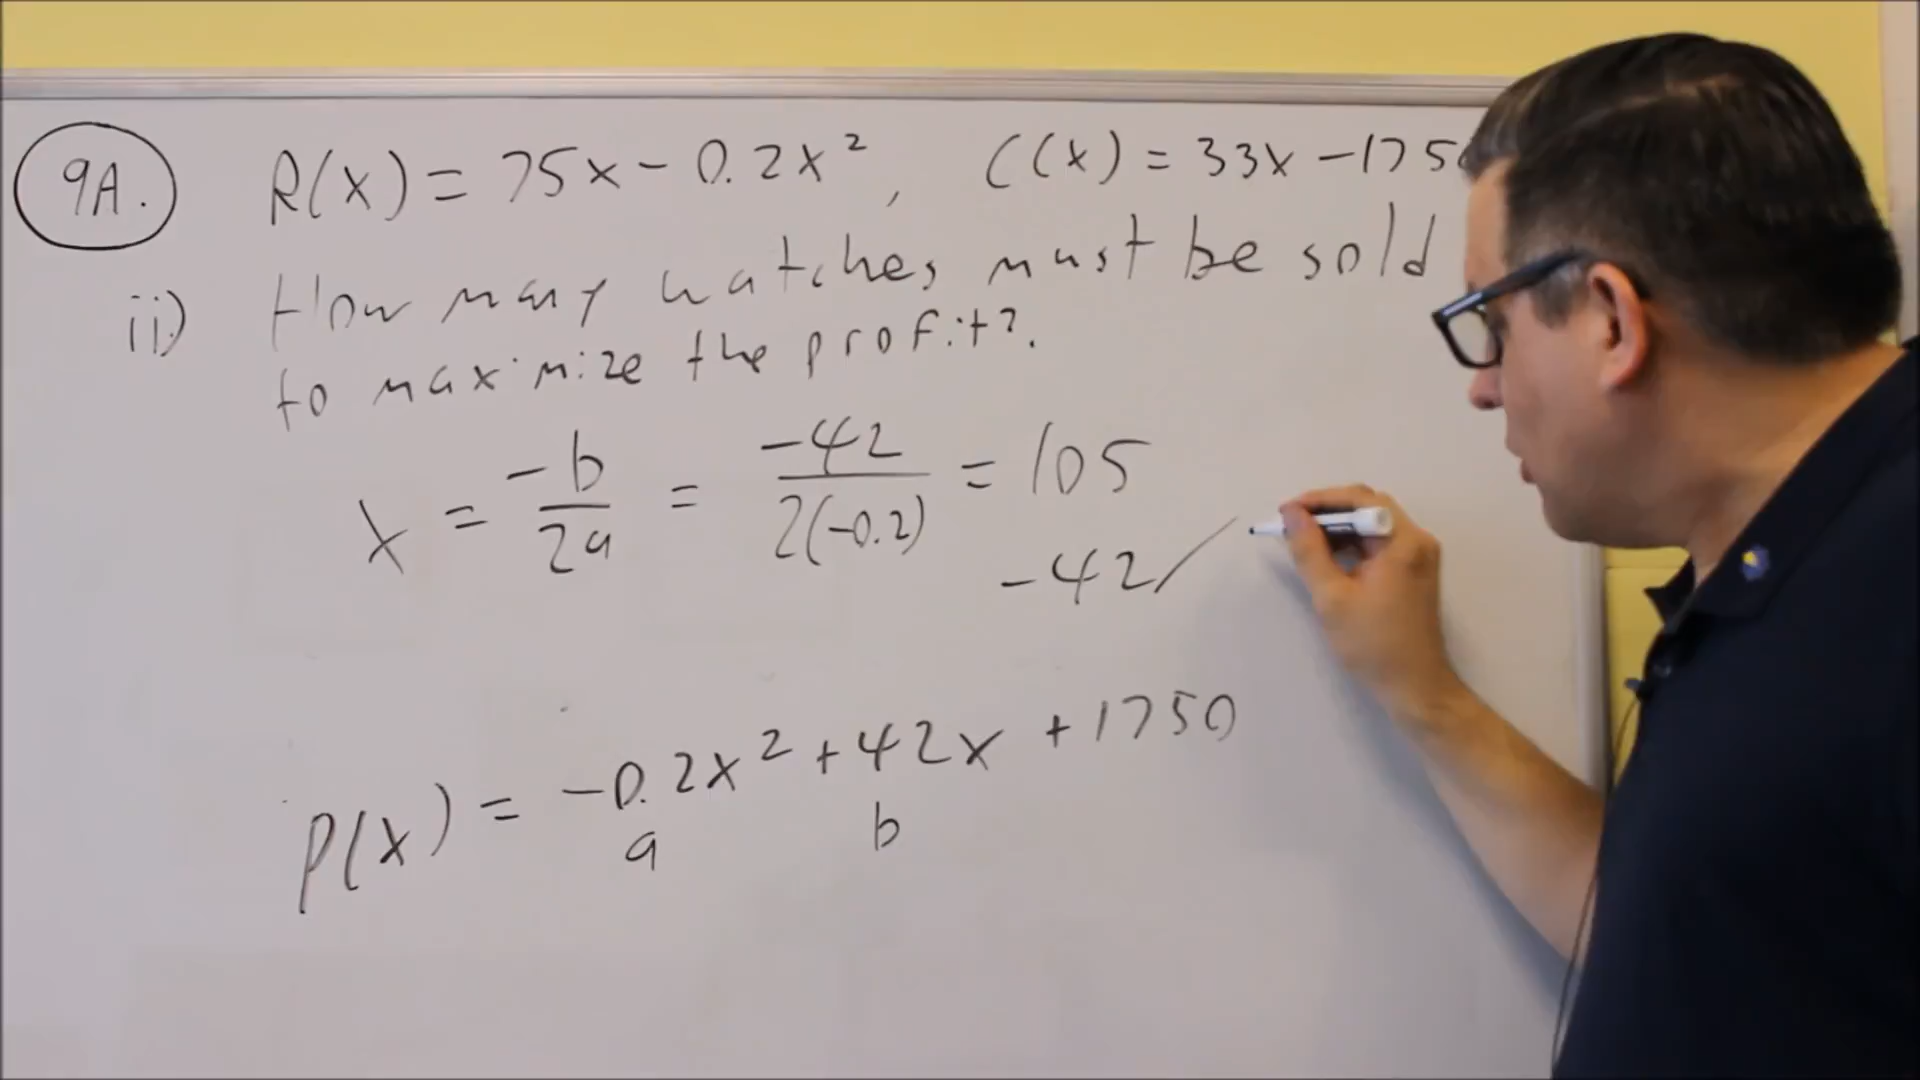 9A. R(x) = 75x - 0.2x², C(x) = 33x - 175
ii) How many watches must be sold
to maximize the profit?
x = -b/2a = -42/2(-0.2) = 105
-42/
P(x) = -0.2x² + 42x + 1750
a b